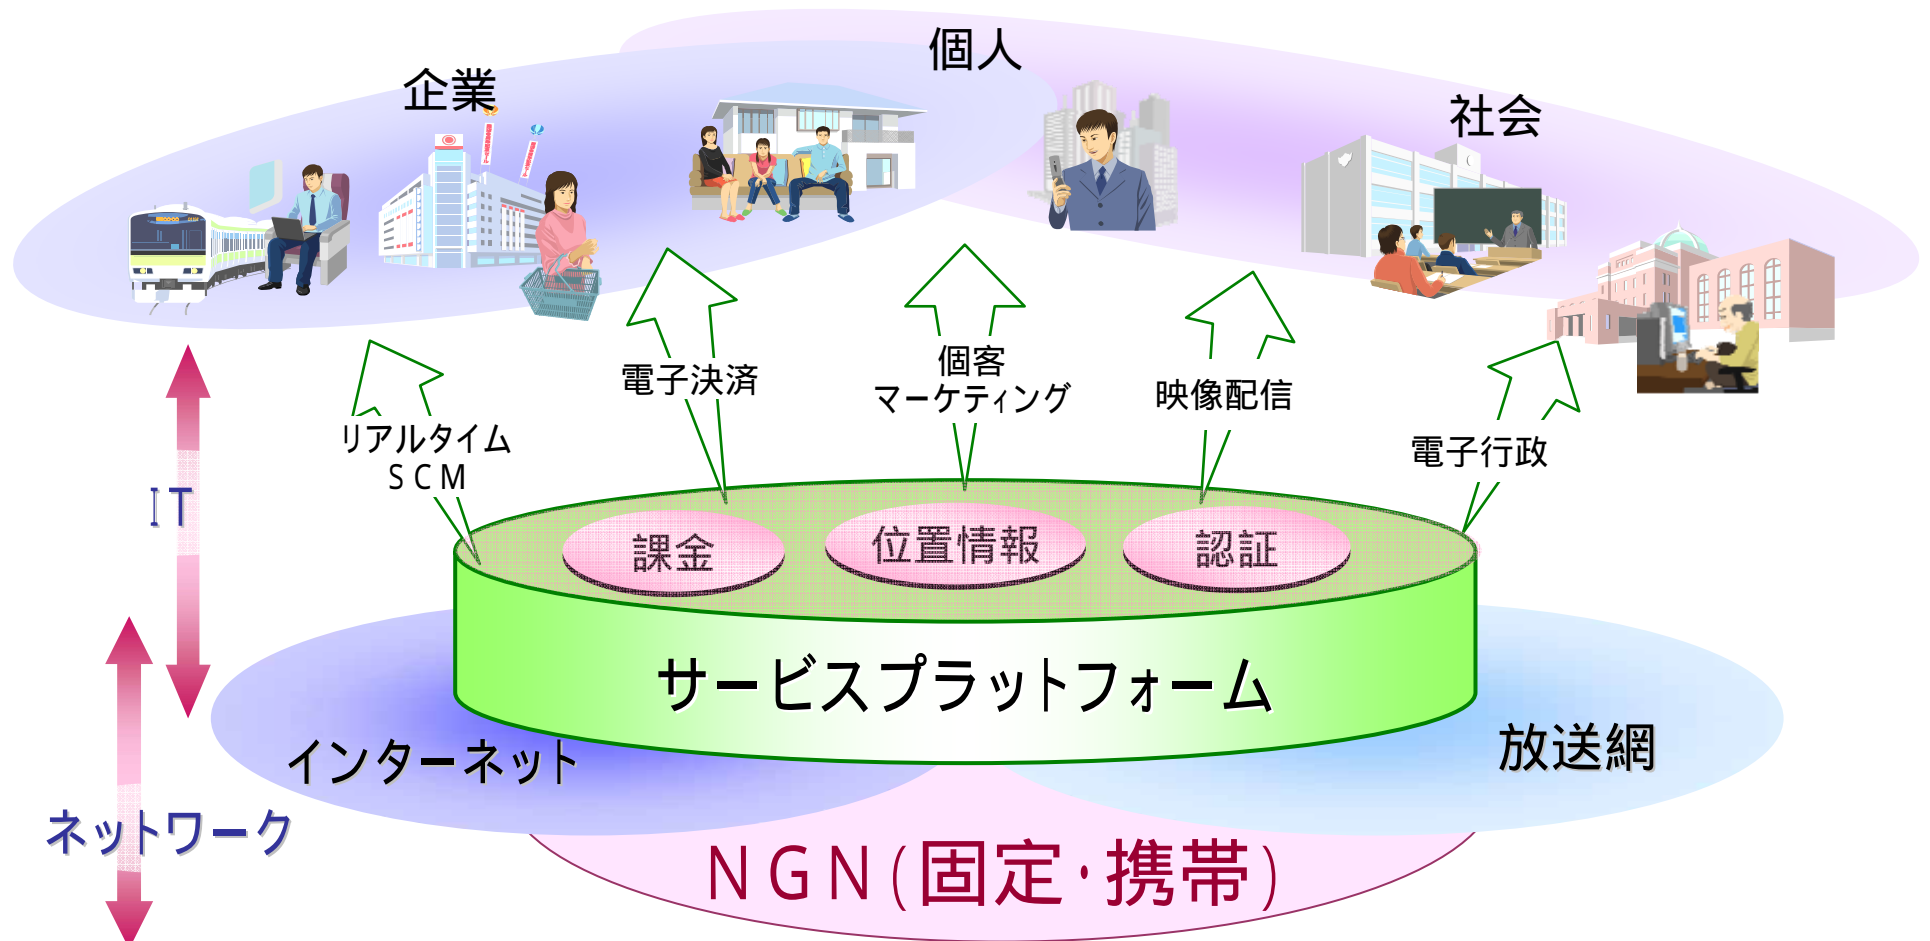 個人
企業
社会
電子決済
個客
マーケティング
映像配信
リアルタイム
SCM
電子行政
IT
課金
位置情報
認証
サービスプラットフォーム
インターネット
放送網
ネットワーク
NGN(固定・携帯)